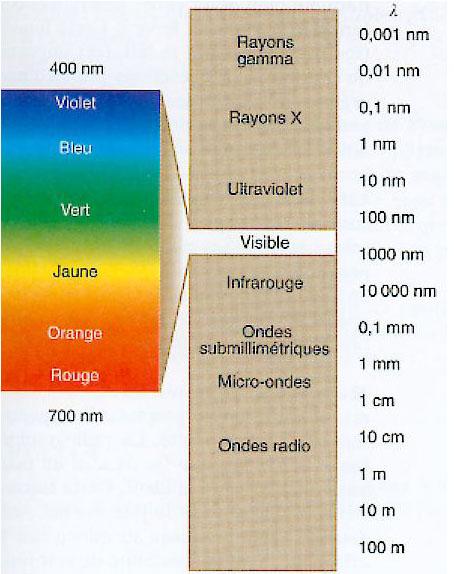 400 nm
Violet
Bleu
Vert
Jaune
Orange
Rouge
700 nm
Rayons
gamma
Rayons X
Ultraviolet
Visible
Infrarouge
Ondes
submillimétriques
Micro-ondes
Ondes radio
λ
0,001 nm
0,01 nm
0,1 nm
1 nm
10 nm
100 nm
1000 nm
10 000 nm
0,1 mm
1 mm
1 cm
10 cm
1 m
10 m
100 m